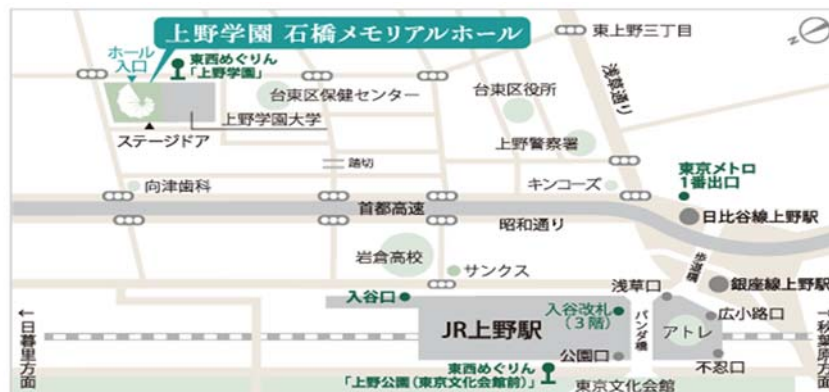 上野学園 石橋メモリアルホール
ホール
入口
東西めぐりん
「上野学園」
東上野三丁目
N
浅草通り
台東区保健センター
台東区役所
上野学園大学
ステージドア
上野警察署
踏切
東京メトロ
1番出口
向津歯科
キンコーズ
首都高速
昭和通り
日比谷線上野駅
岩倉高校
サンクス
歩道橋
銀座線上野駅
浅草口
入谷口
入谷改札
(3階)
広小路口
JR上野駅
パンダ橋
アトレ
←日暮里方面
→秋葉原方面
公園口
不忍口
東西めぐりん
「上野公園(東京文化会館前)」
東京文化会館